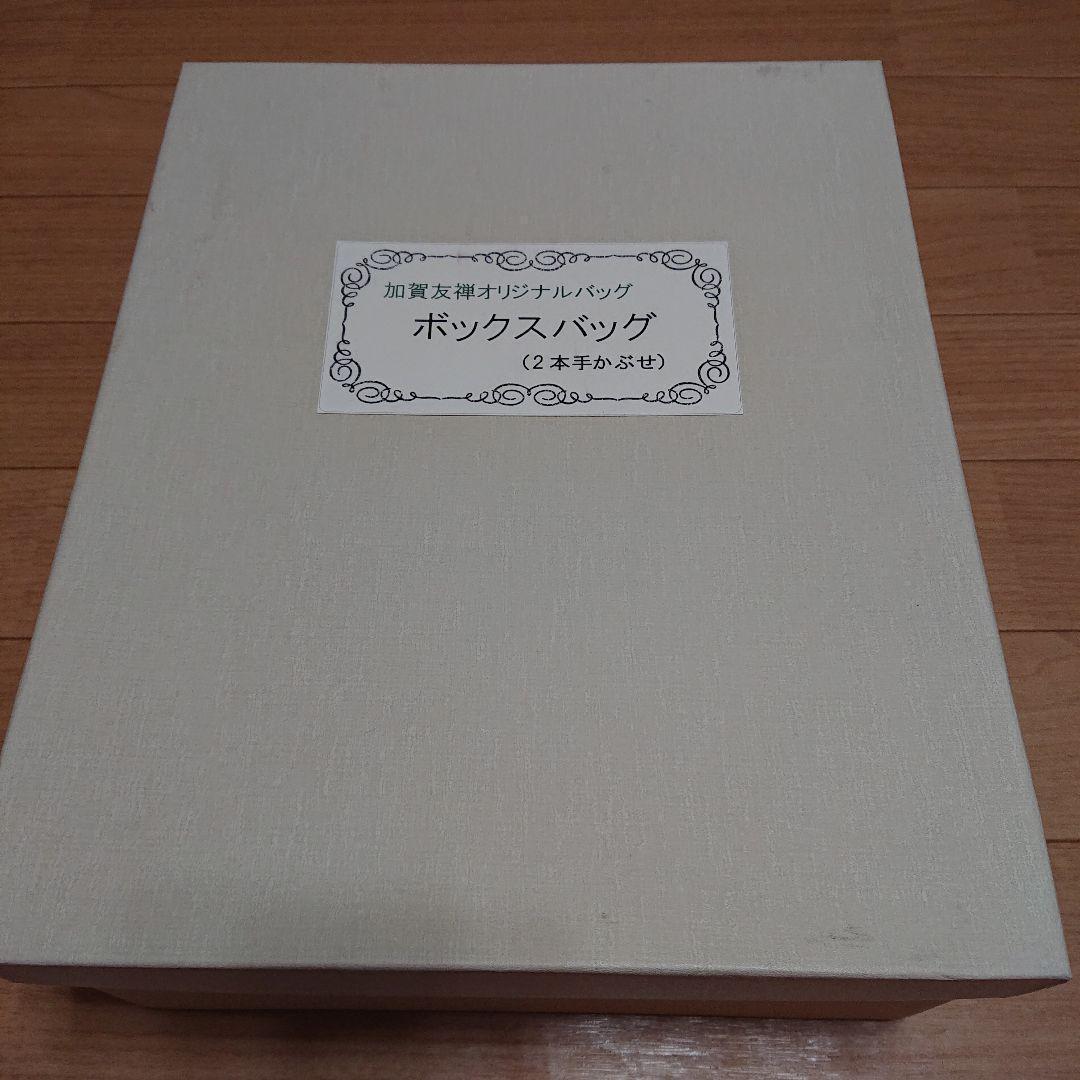 加賀友禅オリジナルバッグ
ボックスバッグ
（2本手かぶせ）